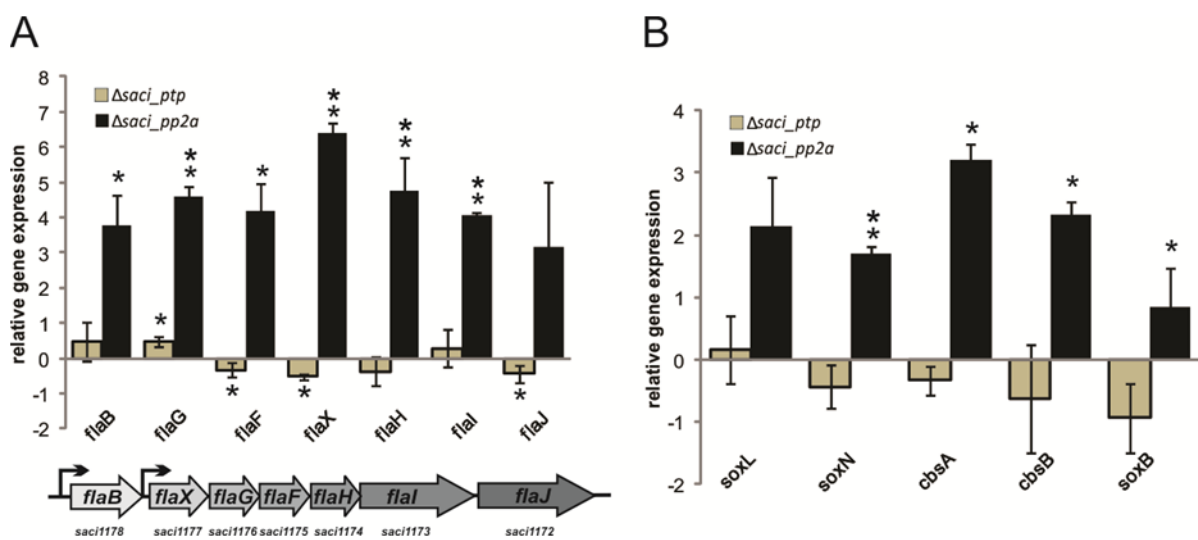 A
relative gene expression
8
7
6
5
4
3
2
1
0
-1
-2
Δsaci_ptp
Δsaci_pp2a
*
* *
*
* *
* *
* *
*
*
*
*
flaB
flaG
flaF
flaX
flaH
flaI
flaJ
flaB
flaX
flaG
flaF
flaH
flaI
flaJ
saci1178
saci1177
saci1176
saci1175
saci1174
saci1173
saci1172
B
relative gene expression
4
3
2
1
0
-1
-2
Δsaci_ptp
Δsaci_pp2a
* *
*
*
*
soxL
soxN
cbsA
cbsB
soxB